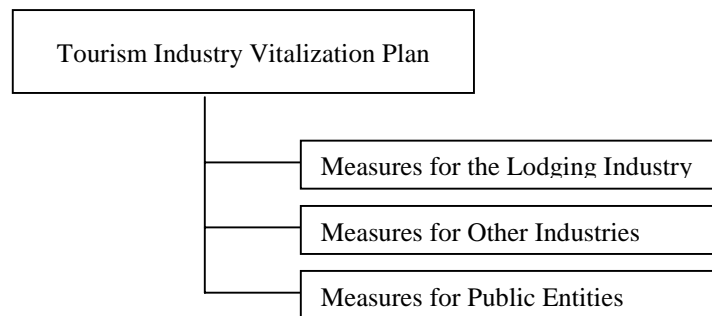 Tourism Industry Vitalization Plan
Measures for the Lodging Industry
Measures for Other Industries
Measures for Public Entities